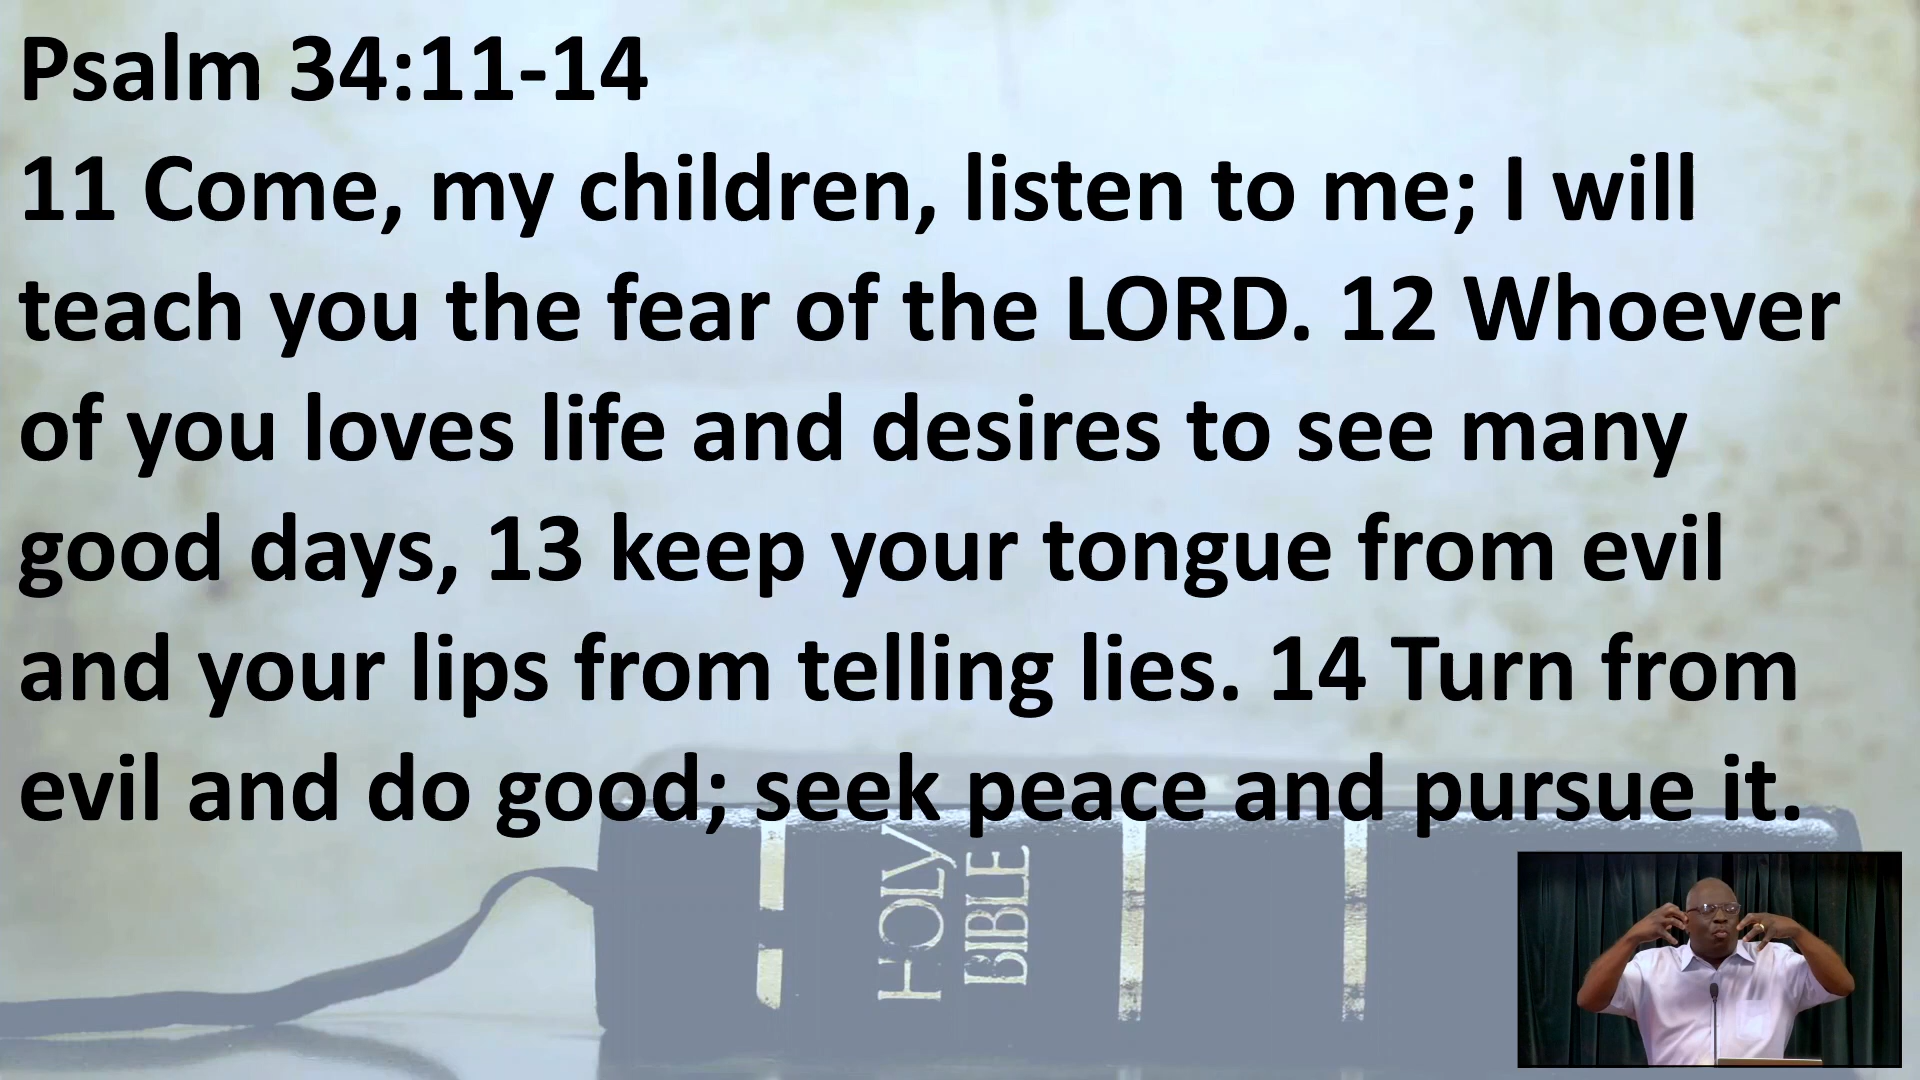 Psalm 34:11-14
11 Come, my children, listen to me; I will
teach you the fear of the LORD. 12 Whoever
of you loves life and desires to see many
good days, 13 keep your tongue from evil
and your lips from telling lies. 14 Turn from
evil and do good; seek peace and pursue it.
HOLY
BIBLE